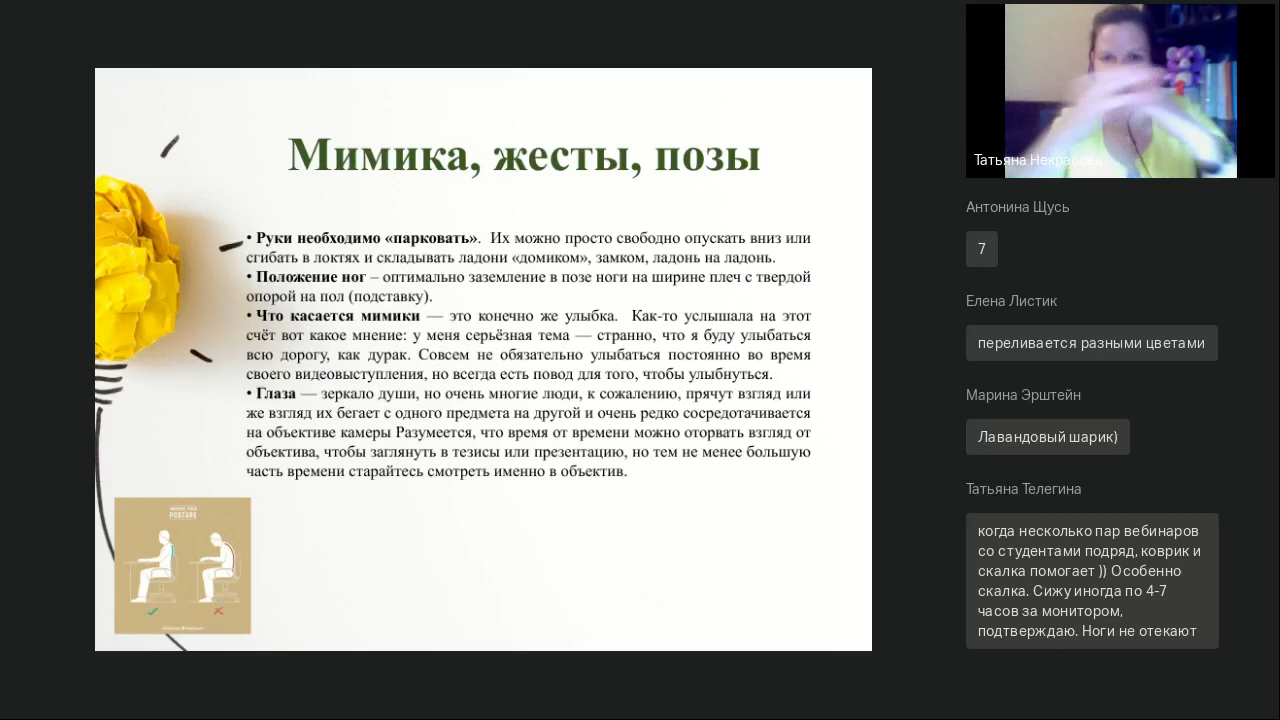 Мимика, жесты, позы
• Руки необходимо «парковать». Их можно просто свободно опускать вниз или
сгибать в локтях и складывать ладони «домиком», замком, ладонь на ладонь.
• Положение ног – оптимально заземление в позе ноги на ширине плеч с твердой
опорой на пол (подставку).
• Что касается мимики — это конечно же улыбка. Как-то услышала на этот
счёт вот какое мнение: у меня серьёзная тема — странно, что я буду улыбаться
всю дорогу, как дурак. Совсем не обязательно улыбаться постоянно во время
своего видеовыступления, но всегда есть повод для того, чтобы улыбнуться.
• Глаза — зеркало души, но очень многие люди, к сожалению, прячут взгляд или
же взгляд их бегает с одного предмета на другой и очень редко сосредотачивается
на объективе камеры Разумеется, что время от времени можно оторвать взгляд от
объектива, чтобы заглянуть в тезисы или презентацию, но тем не менее большую
часть времени старайтесь смотреть именно в объектив.
POSTURE
Татьяна Некрасова
Антонина Щусь
7
Елена Листик
переливается разными цветами
Марина Эрштейн
Лавандовый шарик)
Татьяна Телегина
когда несколько пар вебинаров
со студентами подряд, коврик и
скалка помогает )) Особенно
скалка. Сижу иногда по 4-7
часов за монитором,
подтверждаю. Ноги не отекают